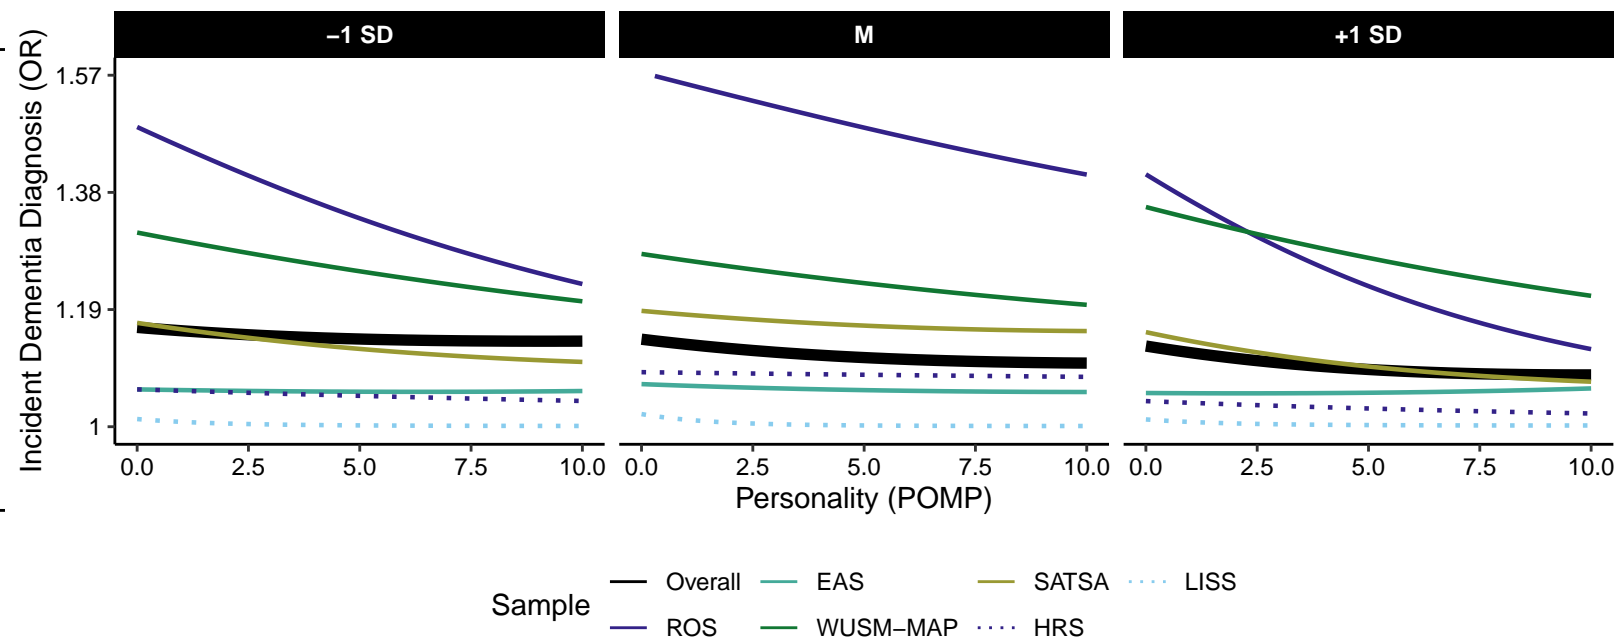 −1 SD
M
+1 SD
Incident Dementia Diagnosis (OR)
1.57
1.38
1.19
1
0.0 2.5 5.0 7.5 10.0
0.0 2.5 5.0 7.5 10.0
0.0 2.5 5.0 7.5 10.0
Personality (POMP)
Sample
Overall EAS SATSA LISS
ROS WUSM−MAP HRS